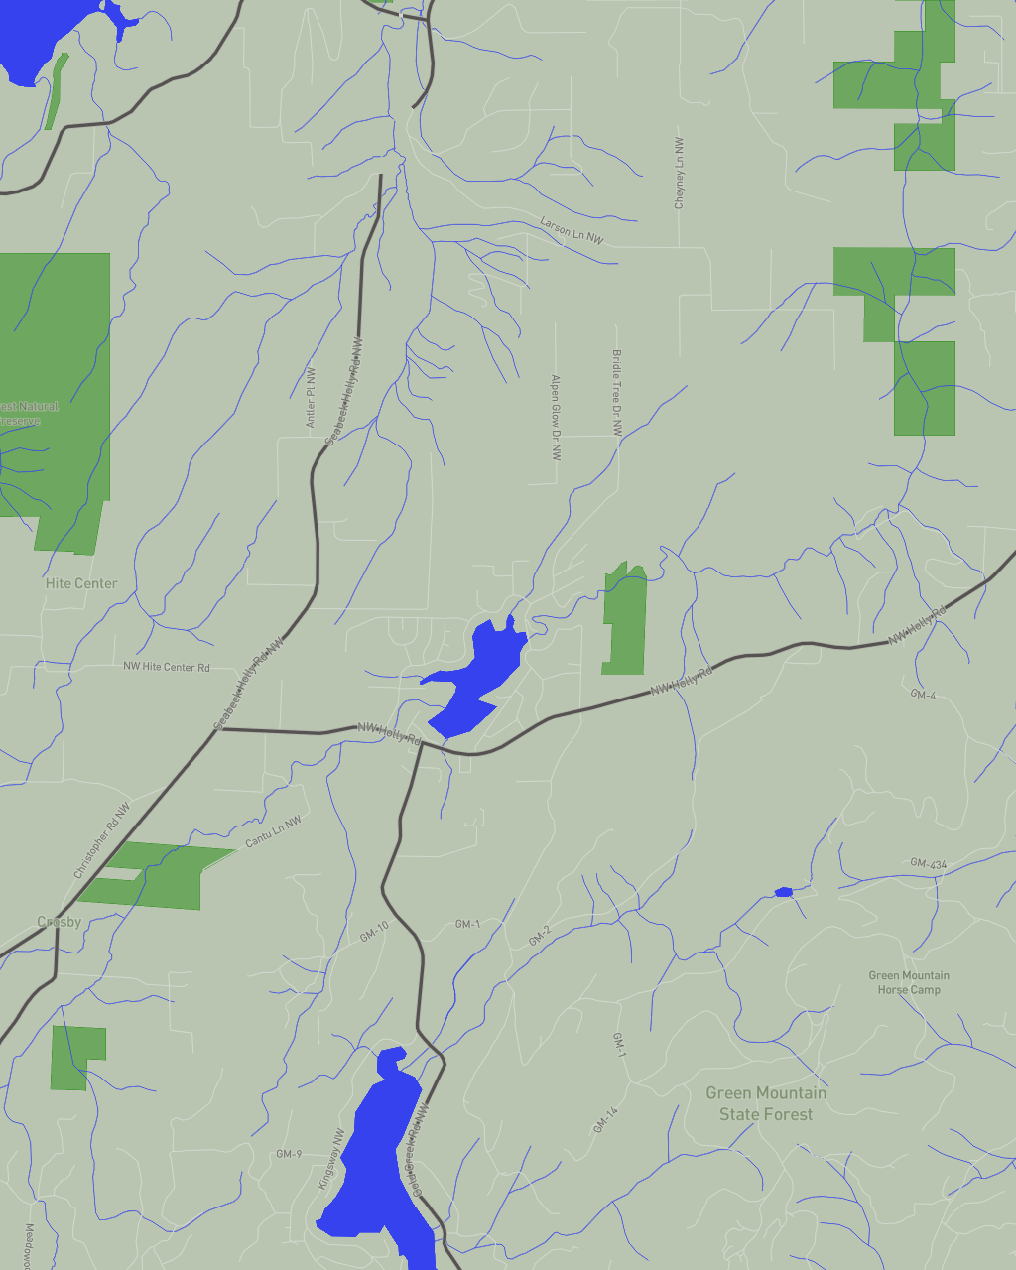 Cheyney Ln NW
Larson Ln NW
Seabeck-Holly-Rd-NW
Antler Pl NW
Alpen Glow Dr NW
Bridle Tree Dr NW
est Natural
reserve
Hite Center
NW Hite Center Rd
Seabeck-Holly-Rd-NW
NW-Holly-Rd
NW-Holly-Rd
NW-Holly-Rd
GM-4
Christopher Rd NW
Cantu Ln NW
Crosby
GM-10
GM-1
GM-2
GM-434
Green Mountain
Horse Camp
GM-1
Green Mountain
State Forest
GM-14
GM-9
Kingsway NW
Gold-Creek-Rd-NW
Meadowoo